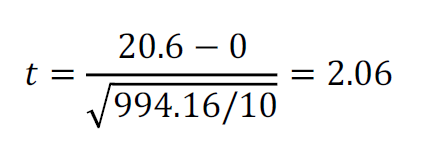 t = (20.6 − 0) / √(994.16/10) = 2.06